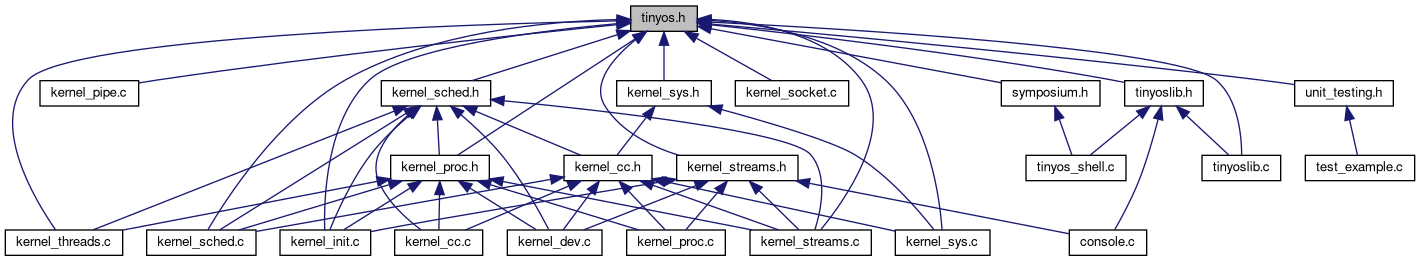 tinyos.h
kernel_pipe.c
kernel_sched.h
kernel_sys.h
kernel_socket.c
symposium.h
tinyoslib.h
unit_testing.h
kernel_proc.h
kernel_cc.h
kernel_streams.h
tinyos_shell.c
tinyoslib.c
test_example.c
kernel_threads.c
kernel_sched.c
kernel_init.c
kernel_cc.c
kernel_dev.c
kernel_proc.c
kernel_streams.c
kernel_sys.c
console.c